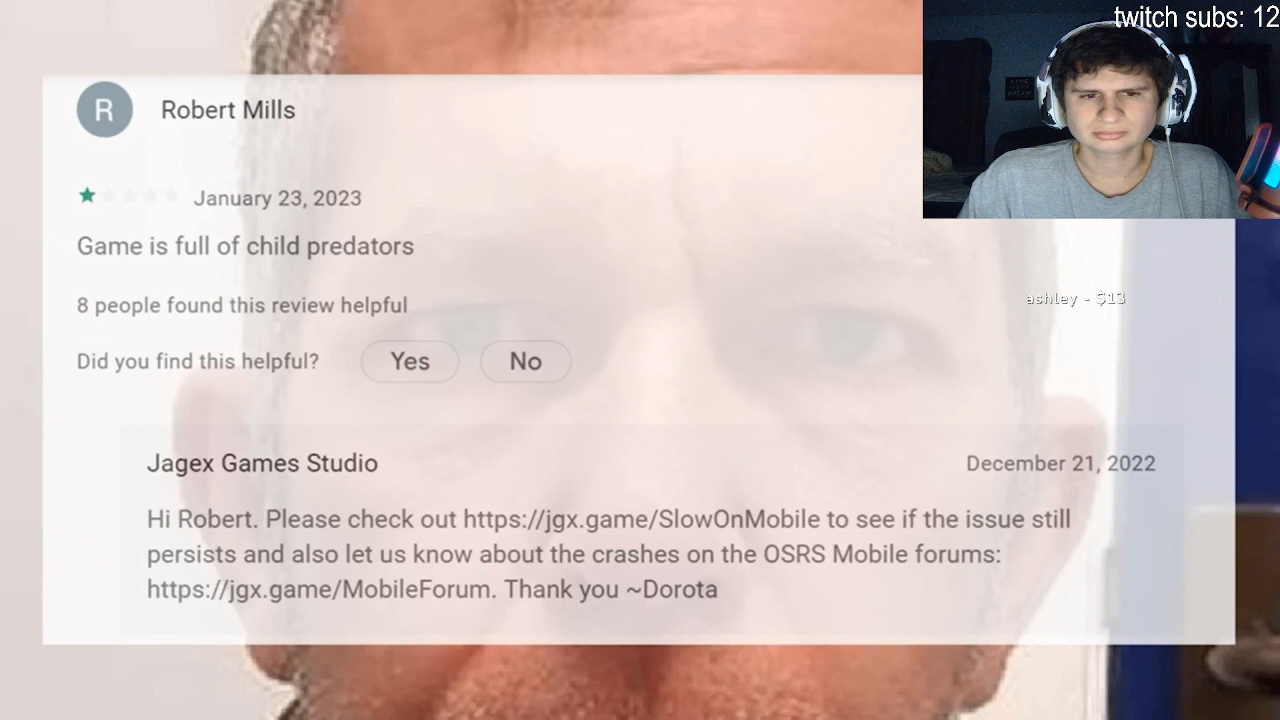 twitch subs: 12
R
Robert Mills
January 23, 2023
Game is full of child predators
ashley - $13
8 people found this review helpful
Did you find this helpful? Yes No
Jagex Games Studio December 21, 2022
Hi Robert. Please check out https://jgx.game/SlowOnMobile to see if the issue still
persists and also let us know about the crashes on the OSRS Mobile forums:
https://jgx.game/MobileForum. Thank you ~Dorota